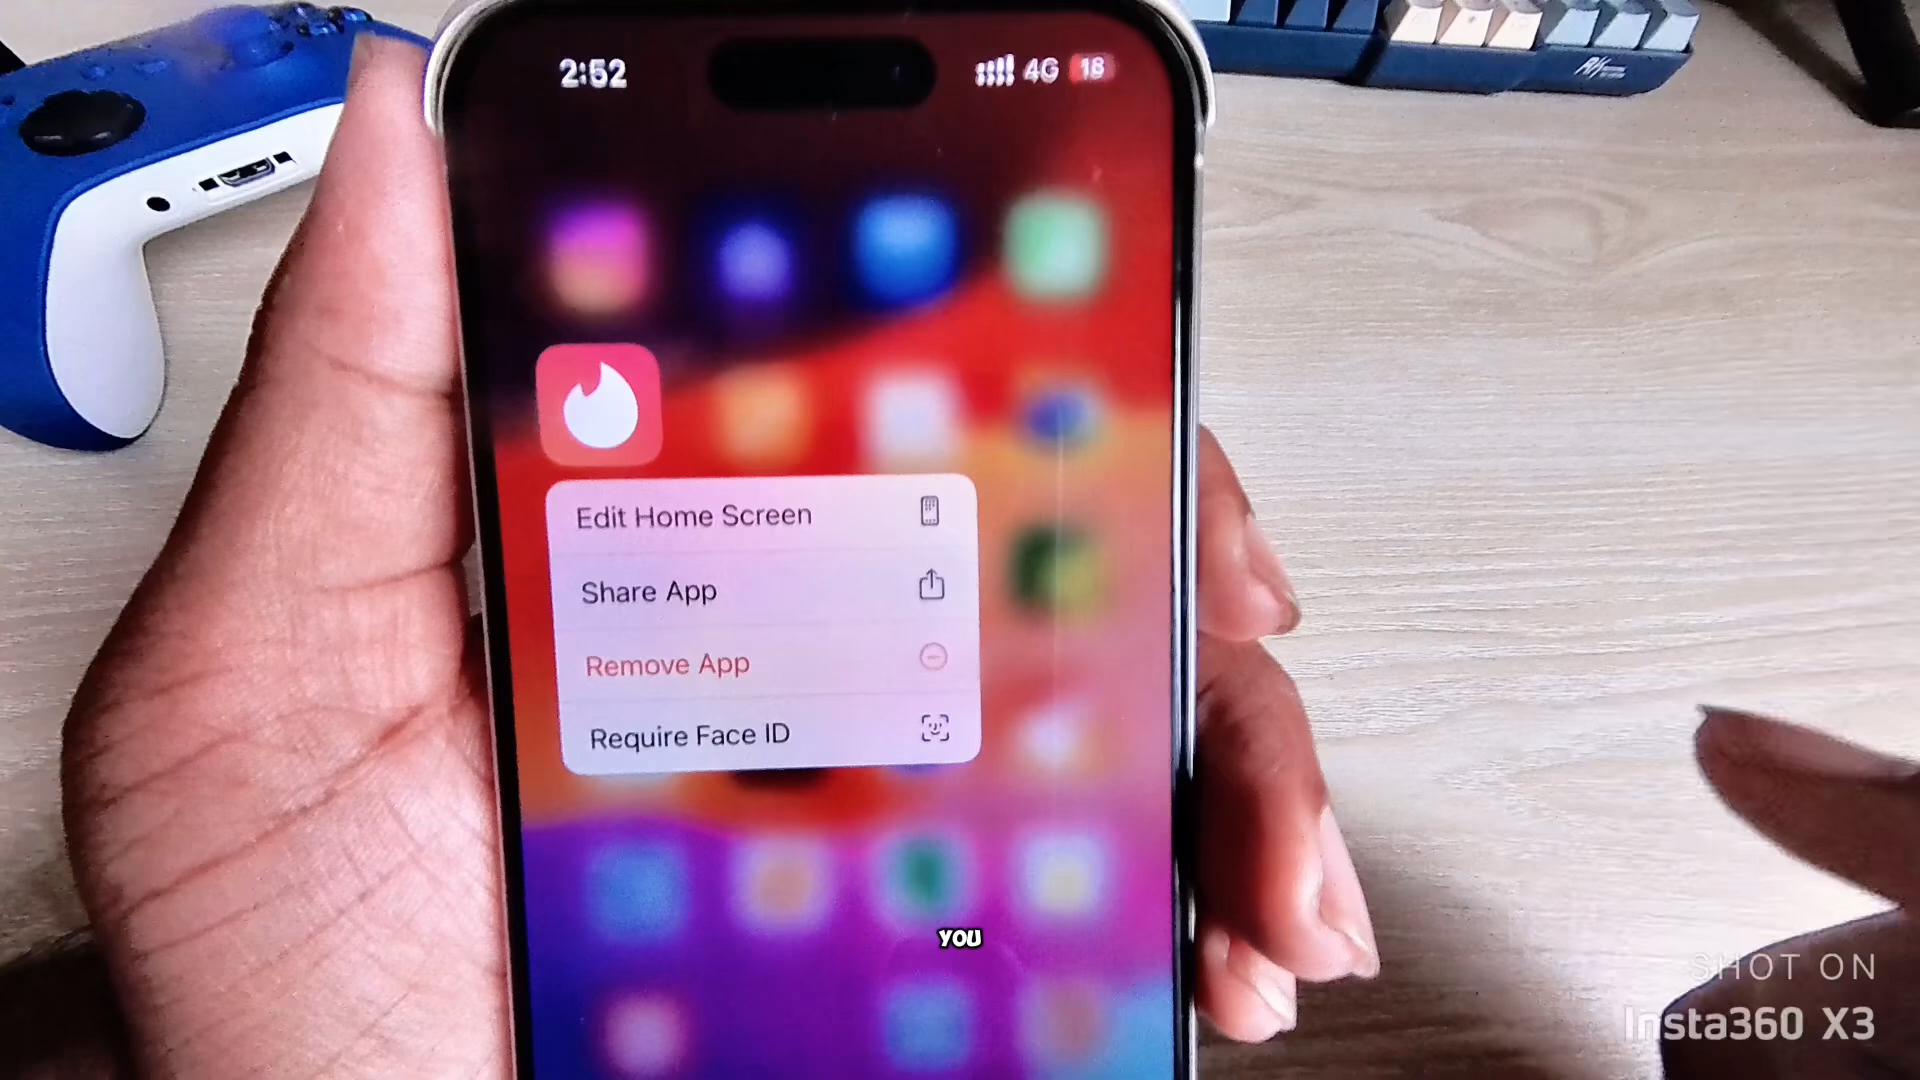 2:52
4G
18
Edit Home Screen
Share App
Remove App
Require Face ID
YOU
SHOT ON
Insta360 X3